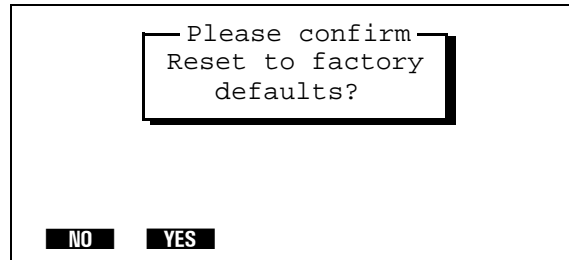 Please confirm
Reset to factory
defaults?
NO YES